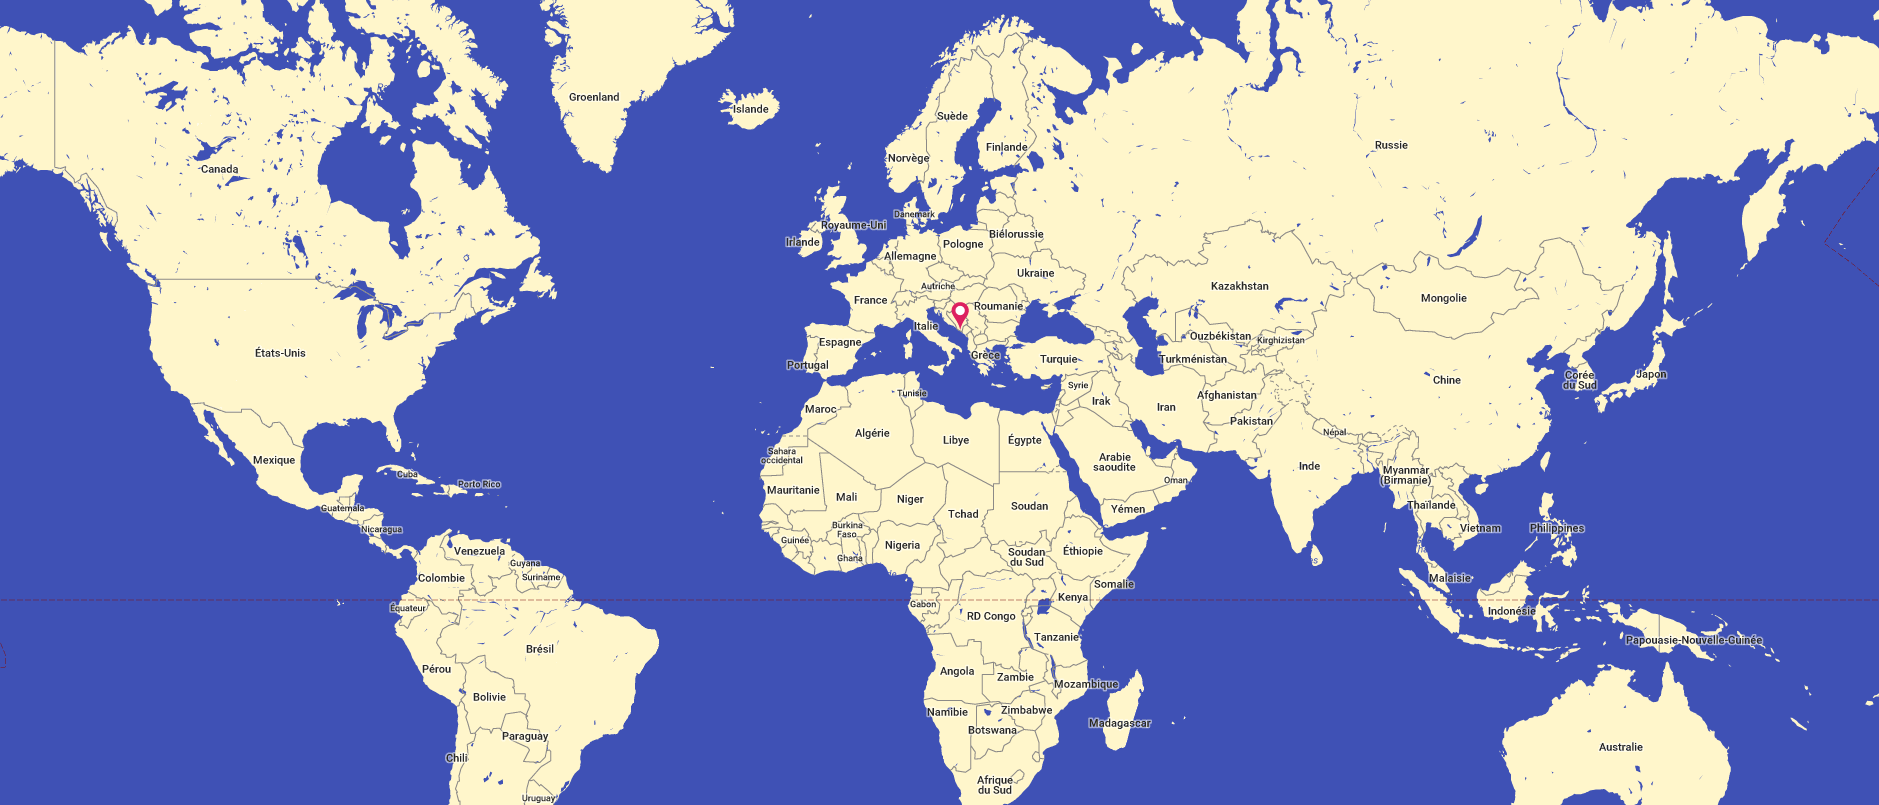 Groenland
Islande
Suède
Finlande
Norvège
Russie
Canada
Danemark
Royaume-Uni
Irlande
Biélorussie
Pologne
Allemagne
Ukraine
Autriche
Kazakhstan
France
Roumanie
Mongolie
Italie
Espagne
Ouzbékistan
Kirghizistan
États-Unis
Portugal
Grèce
Turquie
Turkménistan
Corée
du Sud
Japon
Chine
Tunisie
Syrie
Afghanistan
Maroc
Irak
Iran
Pakistan
Algérie
Libye
Égypte
Népal
Sahara
occidental
Mexique
Arabie
saoudite
Inde
Myanmar
(Birmanie)
Cuba
Porto Rico
Oman
Mauritanie
Mali
Niger
Guatemala
Soudan
Yémen
Tchad
Thaïlande
Nicaragua
Burkina
Faso
Vietnam
Philippines
Guinée
Nigeria
Venezuela
Ghana
Soudan
du Sud
Éthiopie
Guyana
Suriname
Colombie
Malaisie
Somalie
Équateur
Gabon
Kenya
Indonésie
RD Congo
Tanzanie
Papouasie-Nouvelle-Guinée
Brésil
Pérou
Angola
Zambie
Mozambique
Bolivie
Namibie
Zimbabwe
Madagascar
Botswana
Paraguay
Chili
Australie
Afrique
du Sud
Uruguay